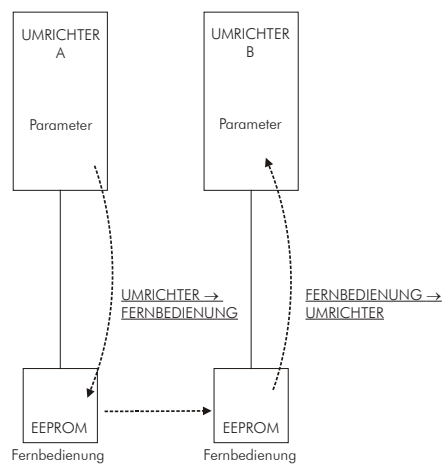 UMRICHTER
A
Parameter
UMRICHTER
B
Parameter
UMRICHTER →
FERNBEDIENUNG
FERNBEDIENUNG →
UMRICHTER
EEPROM
Fernbedienung
EEPROM
Fernbedienung